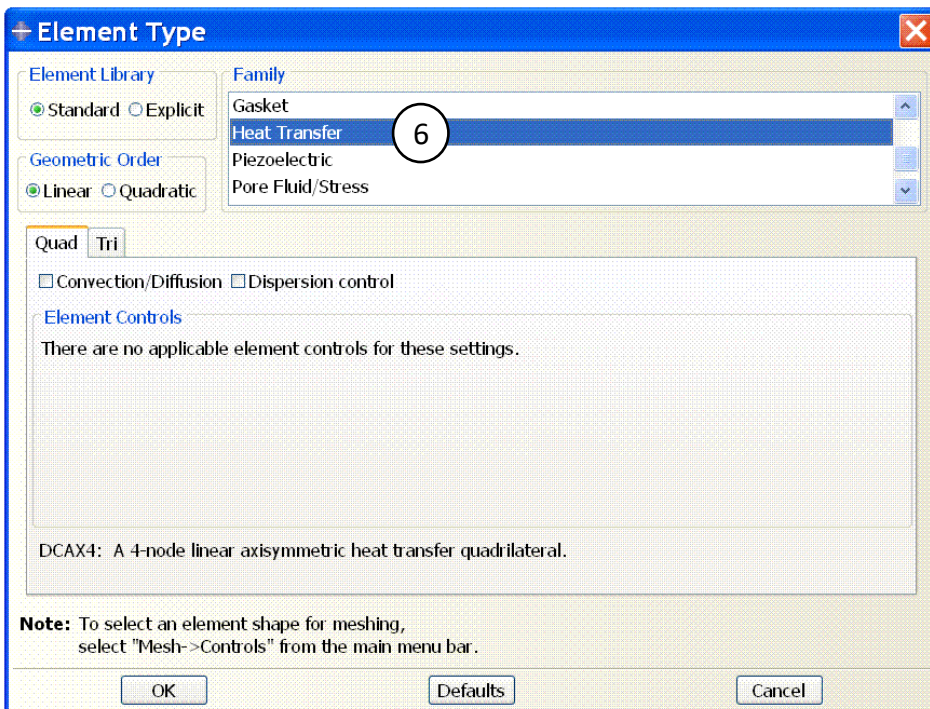 Element Type
Element Library
Standard Explicit
Family
Gasket
Heat Transfer
6
Piezoelectric
Pore Fluid/Stress
Geometric Order
Linear Quadratic
Quad Tri
Convection/Diffusion Dispersion control
Element Controls
There are no applicable element controls for these settings.
DCAX4: A 4-node linear axisymmetric heat transfer quadrilateral.
Note: To select an element shape for meshing,
select "Mesh->Controls" from the main menu bar.
OK Defaults Cancel